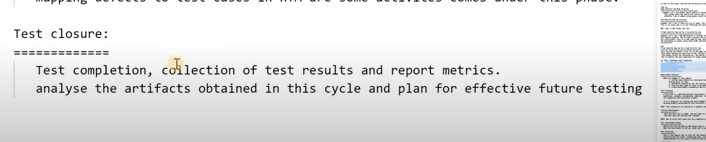 mapping defects to test cases in RTM are some activites comes under this phase.
Test closure:
=============
Test completion, collection of test results and report metrics.
analyse the artifacts obtained in this cycle and plan for effective future testing